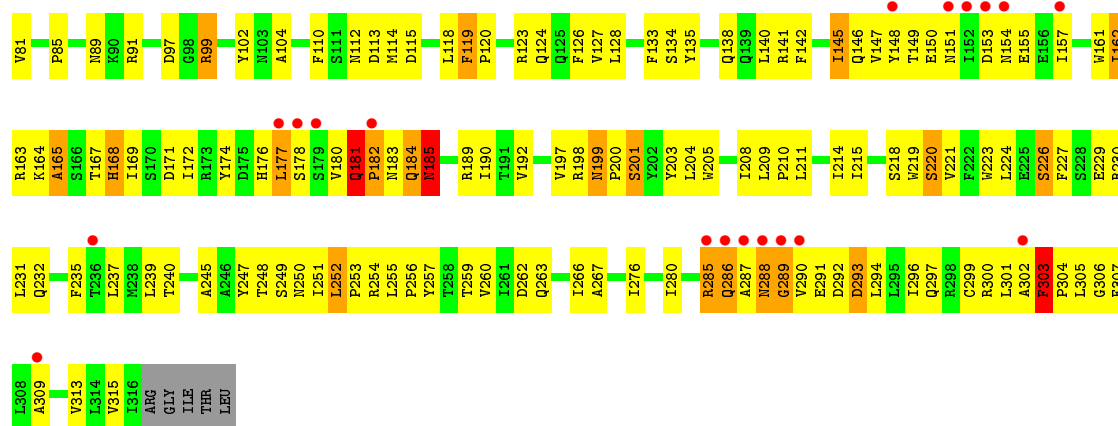 V81 P85 N89 K90 R91 D97 G98 R99 Y102 N103 A104 F110 S111 N112 D113 M114 D115 L118 F119 P120 R123 Q124 Q125 F126 V127 L128 F133 S134 Y135 Q138 Q139 L140 R141 F142 I145 Q146 V147 Y148 T149 E150 N151 I152 D153 N154 E155 E156 I157 W161 I162
R163 K164 A165 S166 T167 H168 I169 S170 D171 I172 R173 Y174 D175 H176 L177 S178 S179 V180 Q181 P182 N183 Q184 N185 R189 I190 T191 V192 V197 R198 N199 P200 S201 Y202 Y203 L204 W205 I208 L209 P210 L211 I214 I215 S218 W219 S220 V221 F222 W223 L224 E225 S226 F227 S228 E229 R230
L231 Q232 F235 T236 L237 M238 L239 T240 A245 A246 Y247 T248 S249 N250 I251 L252 P253 R254 L255 P256 Y257 T258 T259 V260 I261 D262 Q263 I266 A267 I276 I280 R285 Q286 A287 N288 G289 V290 E291 D292 D293 L294 L295 I296 Q297 R298 C299 R300 L301 A302 F303 P304 L305 G306 F307
L308 A309 V313 L314 V315 I316 ARG GLY ILE THR LEU